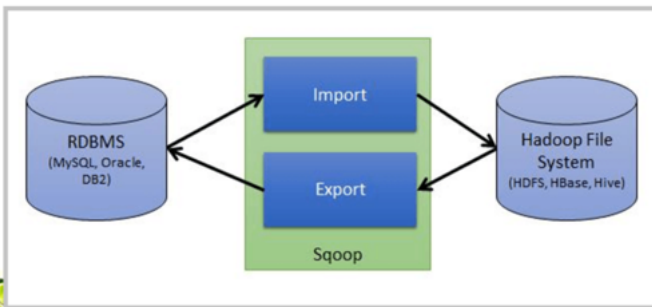 RDBMS
(MySQL, Oracle,
DB2)
Import
Export
Sqoop
Hadoop File
System
(HDFS, HBase, Hive)